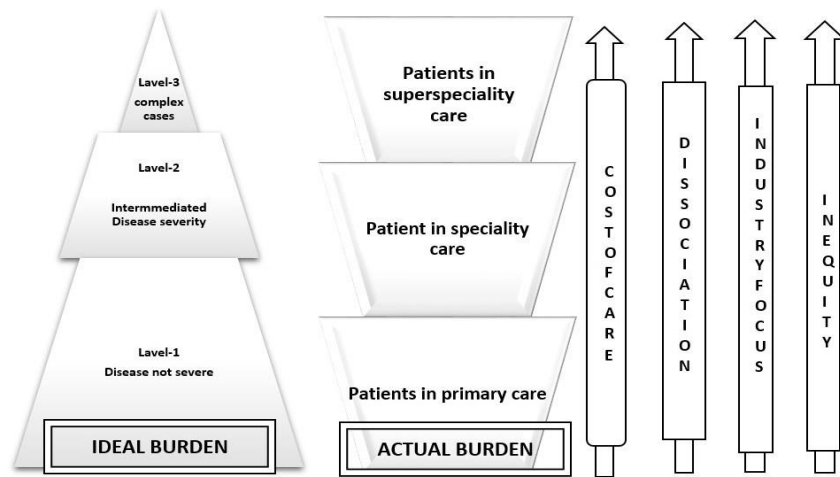 Lavel-3
complex
cases
Lavel-2
Intermmediated
Disease severity
Lavel-1
Disease not severe
IDEAL BURDEN
Patients in
superspeciality
care
Patient in speciality
care
Patients in primary care
ACTUAL BURDEN
COSTOFCARE
DISSOCIATION
INDUSTRYFOCUS
INEQUITY